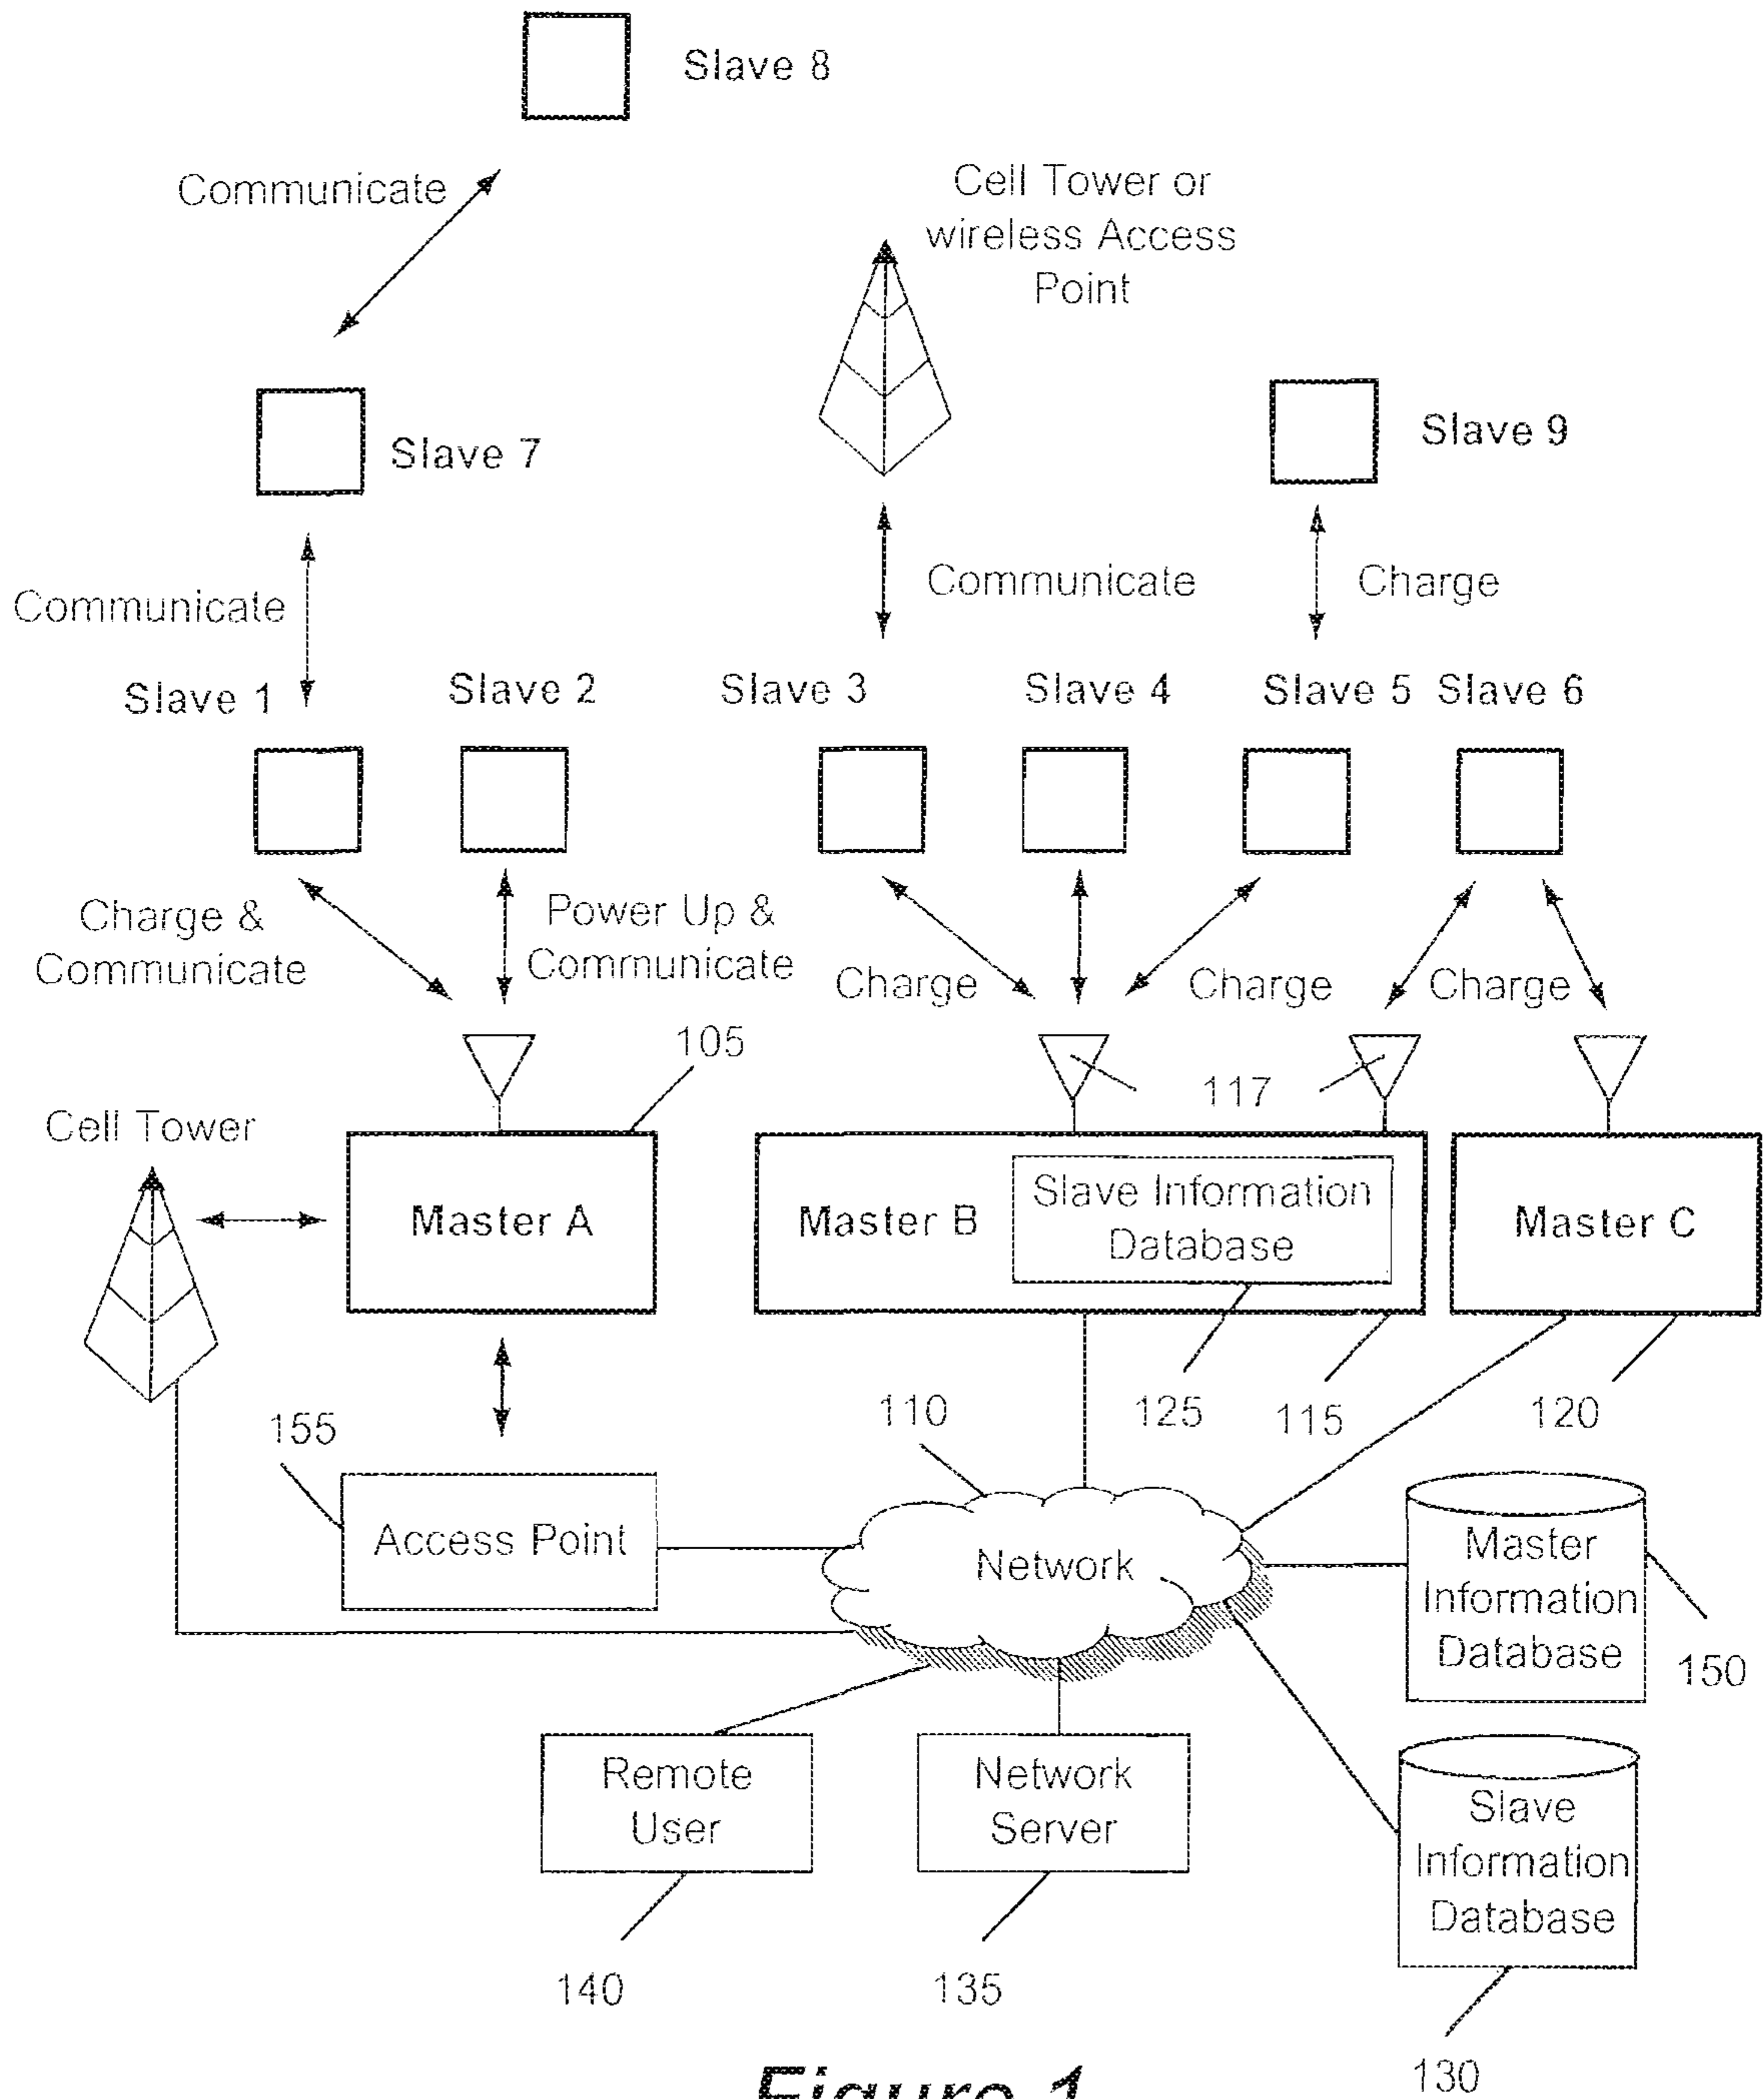 Slave 8
Communicate
Cell Tower or
wireless Access
Point
Slave 7
Slave 9
Communicate
Communicate
Charge
Slave 1
Slave 2
Slave 3
Slave 4
Slave 5
Slave 6
Charge &
Communicate
Power Up &
Communicate
Charge
Charge
Charge
105
117
Cell Tower
Master A
Master B
Slave Information
Database
Master C
155
110
125
115
120
Access Point
Network
Master
Information
Database
150
Remote
User
Network
Server
Slave
Information
Database
140
135
130
Figure 1